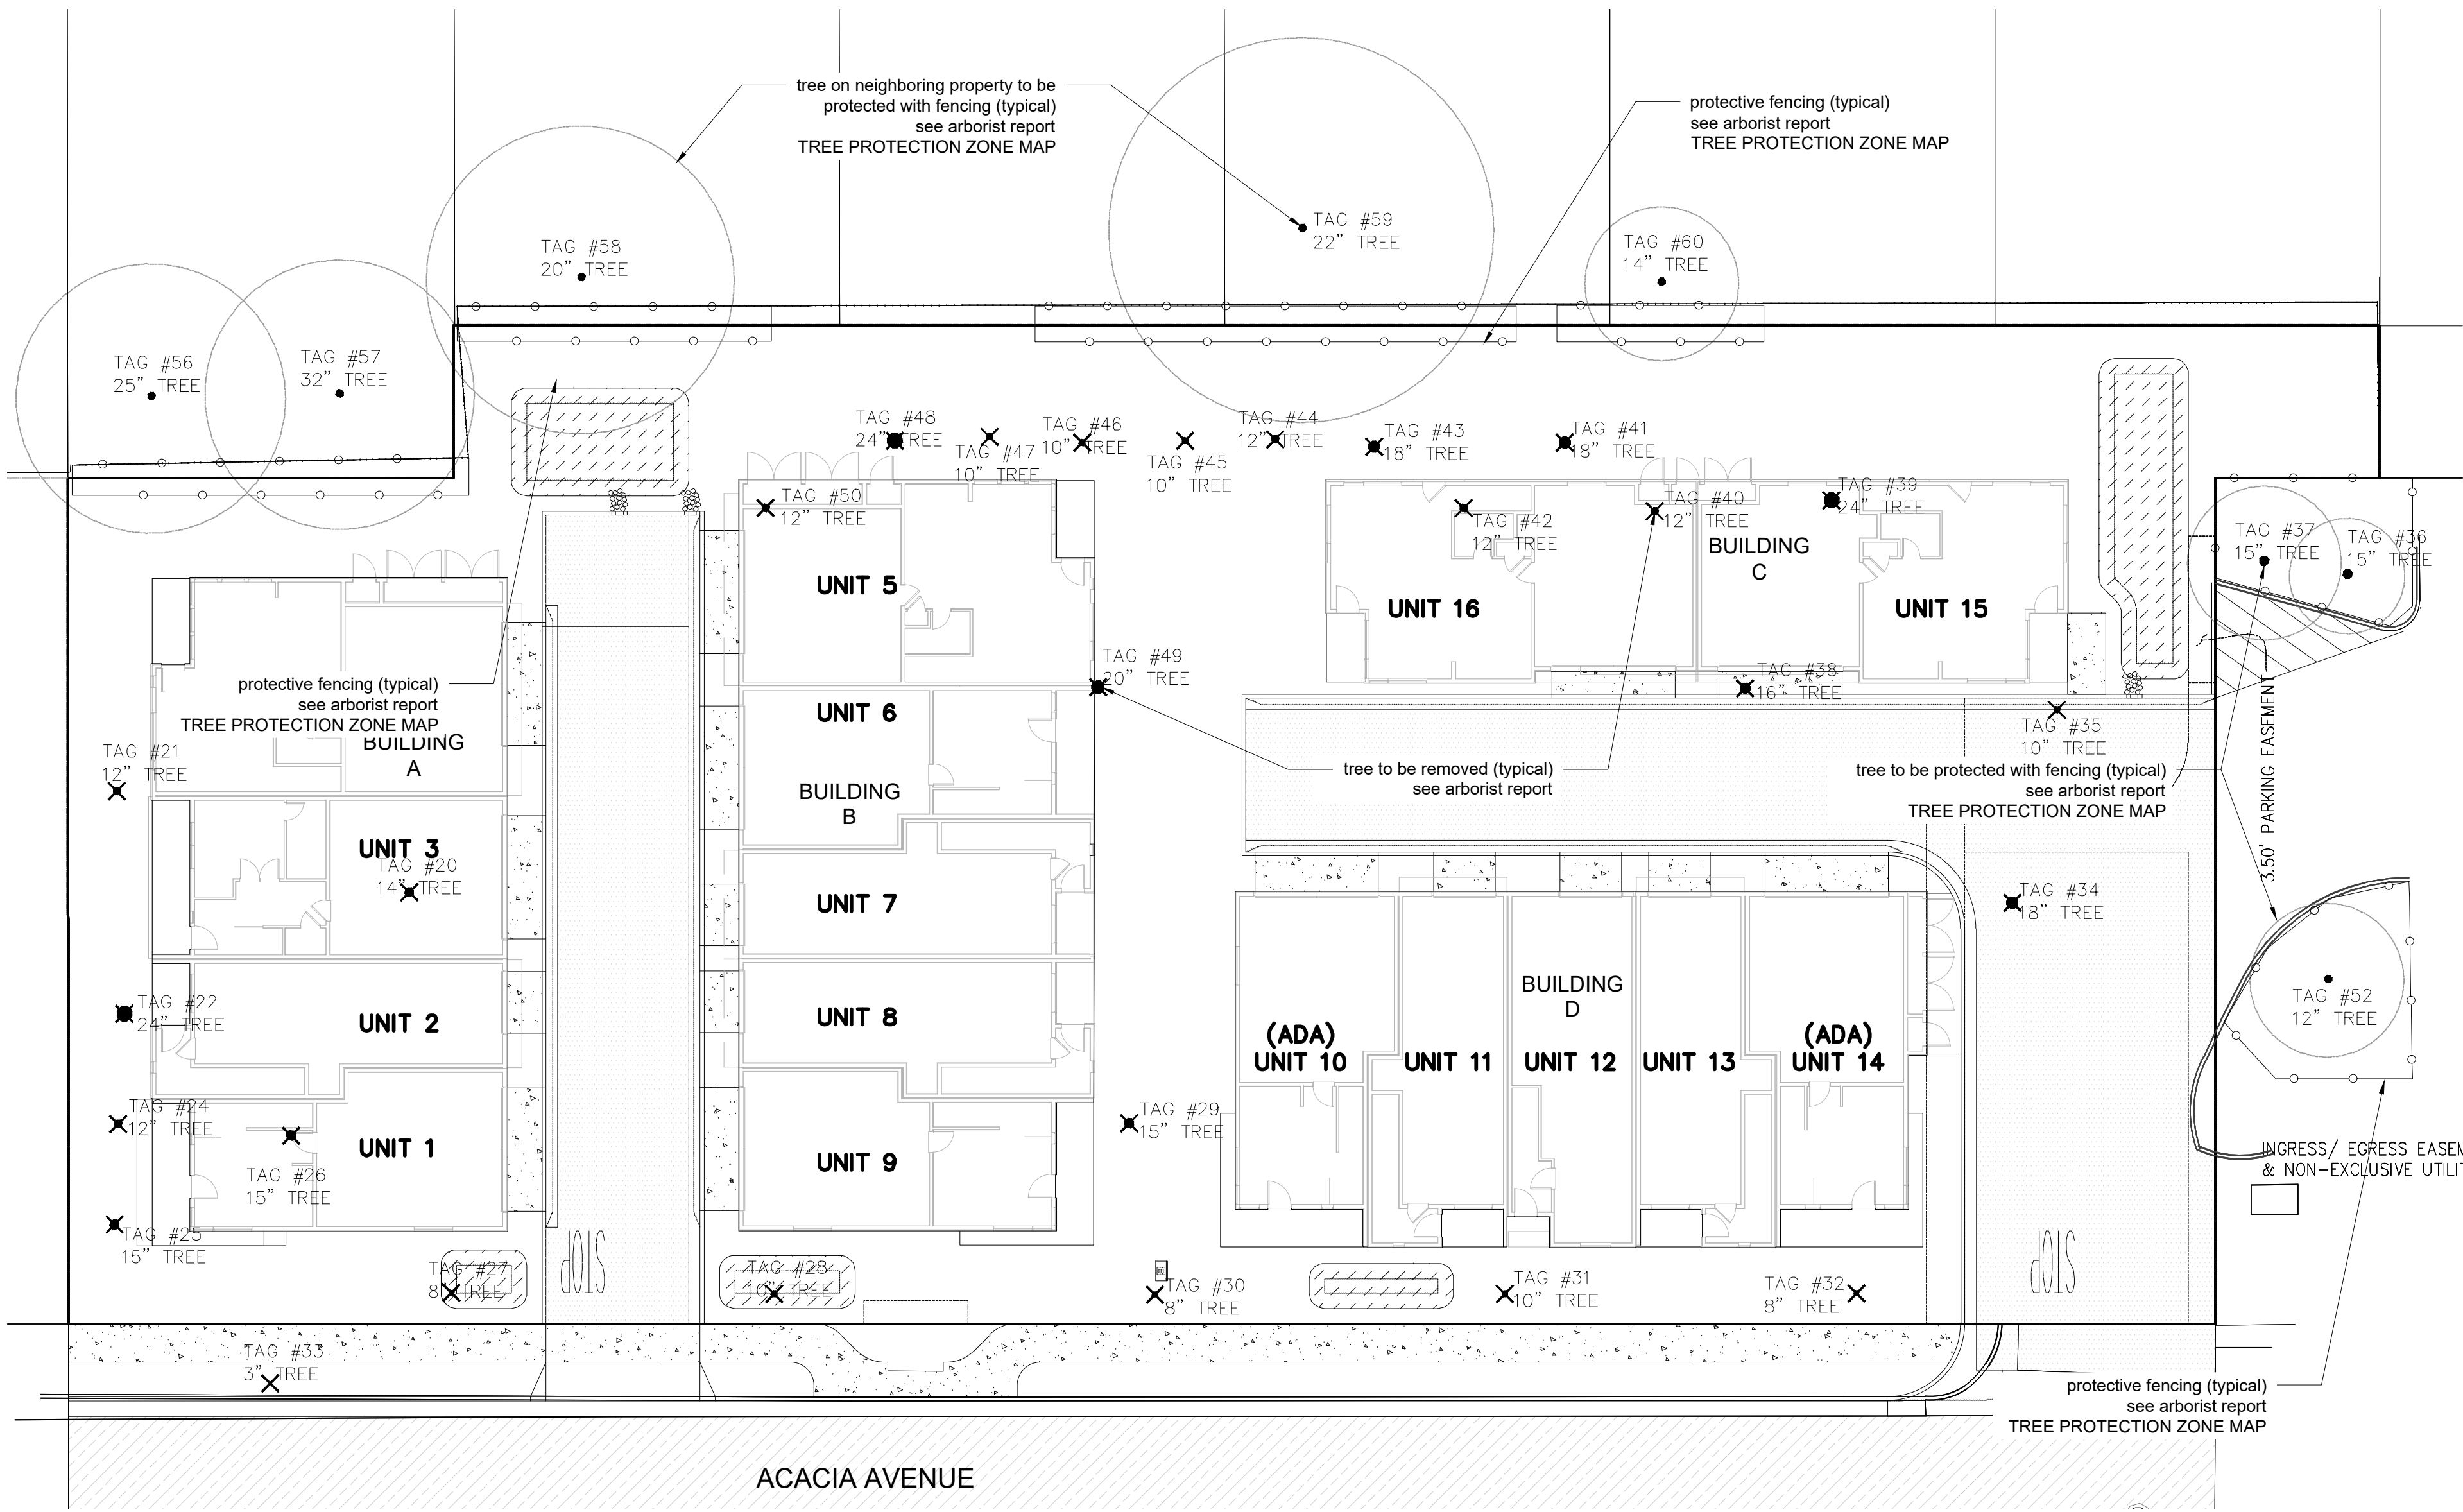 tree on neighboring property to be
protected with fencing (typical)
see arborist report
TREE PROTECTION ZONE MAP
protective fencing (typical)
see arborist report
TREE PROTECTION ZONE MAP
TAG #58
20" TREE
TAG #59
22" TREE
TAG #60
14" TREE
TAG #56
25" TREE
TAG #57
32" TREE
TAG #48
24" TREE
TAG #47
10" TREE
TAG #46
10" TREE
TAG #45
10" TREE
TAG #44
12" TREE
TAG #43
18" TREE
TAG #41
18" TREE
TAG #50
12" TREE
TAG #42
12" TREE
TAG #40
12" TREE
TAG #39
24" TREE
TAG #37
15" TREE
TAG #36
15" TREE
BUILDING
C
UNIT 5
UNIT 16
UNIT 15
TAG #49
20" TREE
TAG #38
16" TREE
protective fencing (typical)
see arborist report
TREE PROTECTION ZONE MAP
BUILDING
A
UNIT 6
TAG #35
10" TREE
TAG #21
12" TREE
tree to be removed (typical)
see arborist report
tree to be protected with fencing (typical)
see arborist report
TREE PROTECTION ZONE MAP
3.50' PARKING EASEMENT
BUILDING
B
UNIT 3
TAG #20
14" TREE
UNIT 7
TAG #34
18" TREE
TAG #22
24" TREE
UNIT 2
UNIT 8
BUILDING
D
(ADA)
UNIT 10
UNIT 11
UNIT 12
UNIT 13
(ADA)
UNIT 14
TAG #52
12" TREE
TAG #24
12" TREE
TAG #29
15" TREE
UNIT 1
UNIT 9
TAG #26
15" TREE
INGRESS/ EGRESS EASEM
& NON-EXCLUSIVE UTILIT
TAG #25
15" TREE
TAG #27
8" TREE
STOP
TAG #28
10" TREE
TAG #30
8" TREE
TAG #31
10" TREE
TAG #32
8" TREE
STOP
TAG #33
3" TREE
protective fencing (typical)
see arborist report
TREE PROTECTION ZONE MAP
ACACIA AVENUE